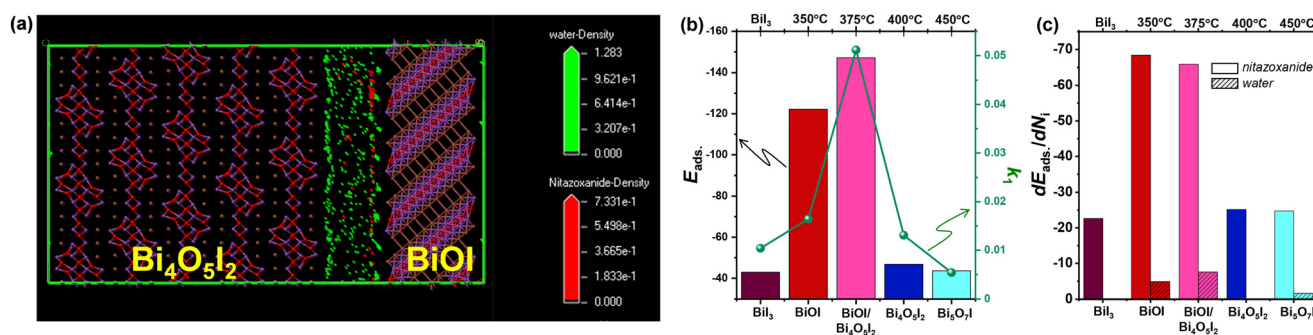 (a)
C
B
Bi4O5I2
BiOI
water-Density
1.283
9.621e-1
6.414e-1
3.207e-1
0.000
Nitazoxanide-Density
7.331e-1
5.498e-1
3.665e-1
1.833e-1
0.000
(b)
BiI3 350°C 375°C 400°C 450°C
-160
-140
-120
-100
-80
-60
-40
Eads.
0.05
0.04
0.03
0.02
0.01
0
k1
BiI3 BiOI BiOI/ Bi4O5I2 Bi5O7I
Bi4O5I2
(c)
BiI3 350°C 375°C 400°C 450°C
-70
-60
-50
-40
-30
-20
-10
0
dEads./dNi
nitazoxanide
water
BiI3 BiOI BiOI/ Bi4O5I2 Bi5O7I
Bi4O5I2